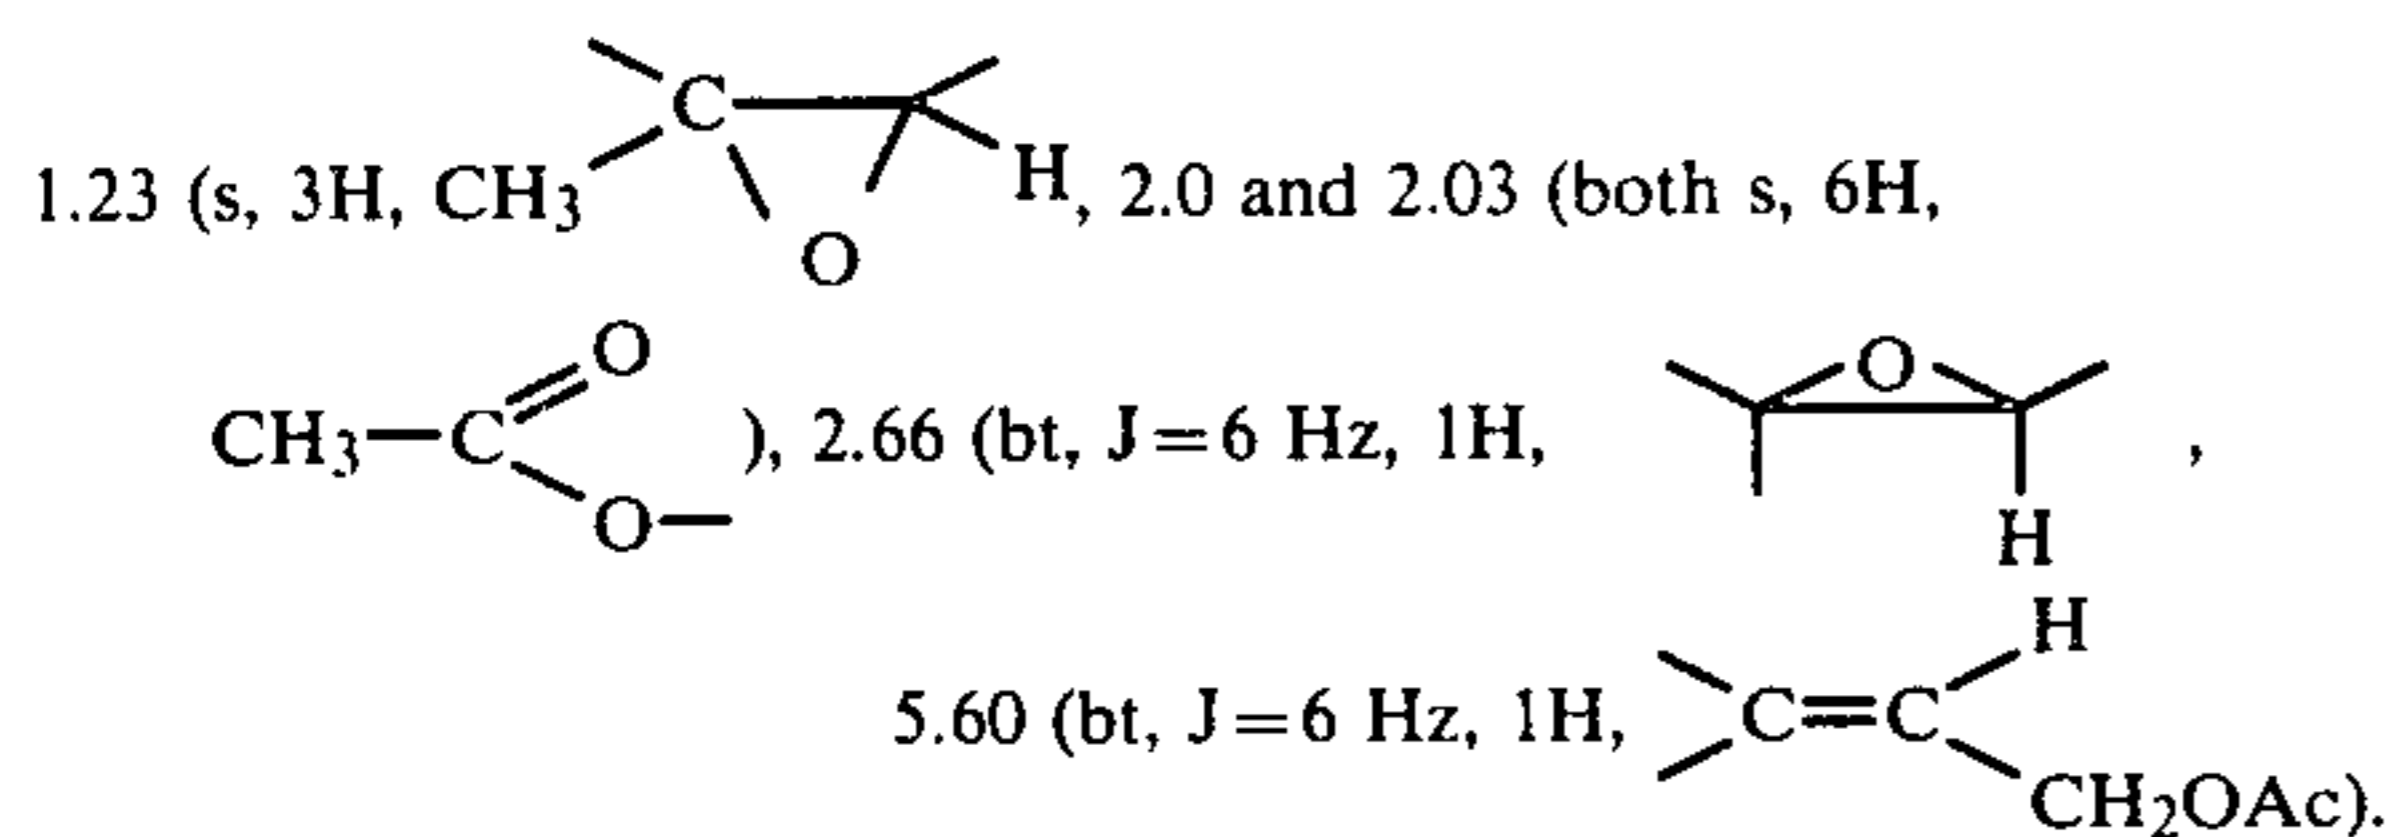 1.23 (s, 3H, CH3 C O H, 2.0 and 2.03 (both s, 6H,
CH3—C O O— ), 2.66 (bt, J=6 Hz, 1H, O H ,
5.60 (bt, J=6 Hz, 1H, C=C H CH2OAc).